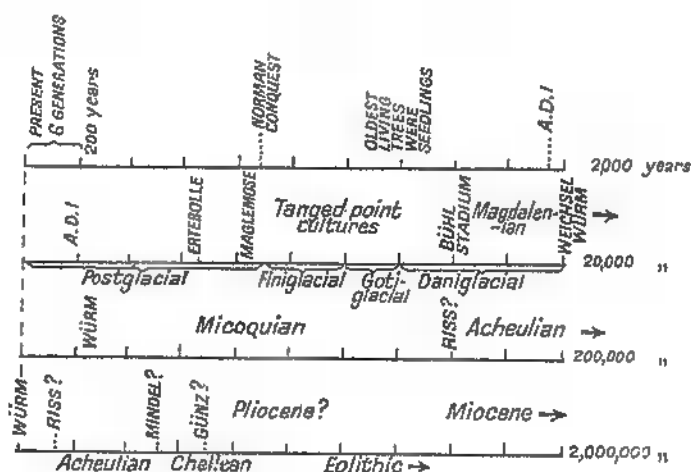 PRESENT
6 GENERATIONS
200 years
NORMAN
CONQUEST
OLDEST
LIVING
TREES
WERE
SEEDLINGS
A.D.I
2,000 years
A.D.I
ERTEBOLLE
MAGLEMOSE
Tanged point
cultures
BÜHL
STADIUM
Magdalen-
-ian
WEICHSEL
WÜRM
20,000 "
Postglacial
Finiglacial
Goti-
glacial
Daniglacial
WÜRM
Micoquian
RISS?
Acheulian
200,000 "
WÜRM
RISS?
MINDEL?
GÜNZ?
Pliocene?
Miocene
2,000,000 "
Acheulian
Chellean
Eolithic